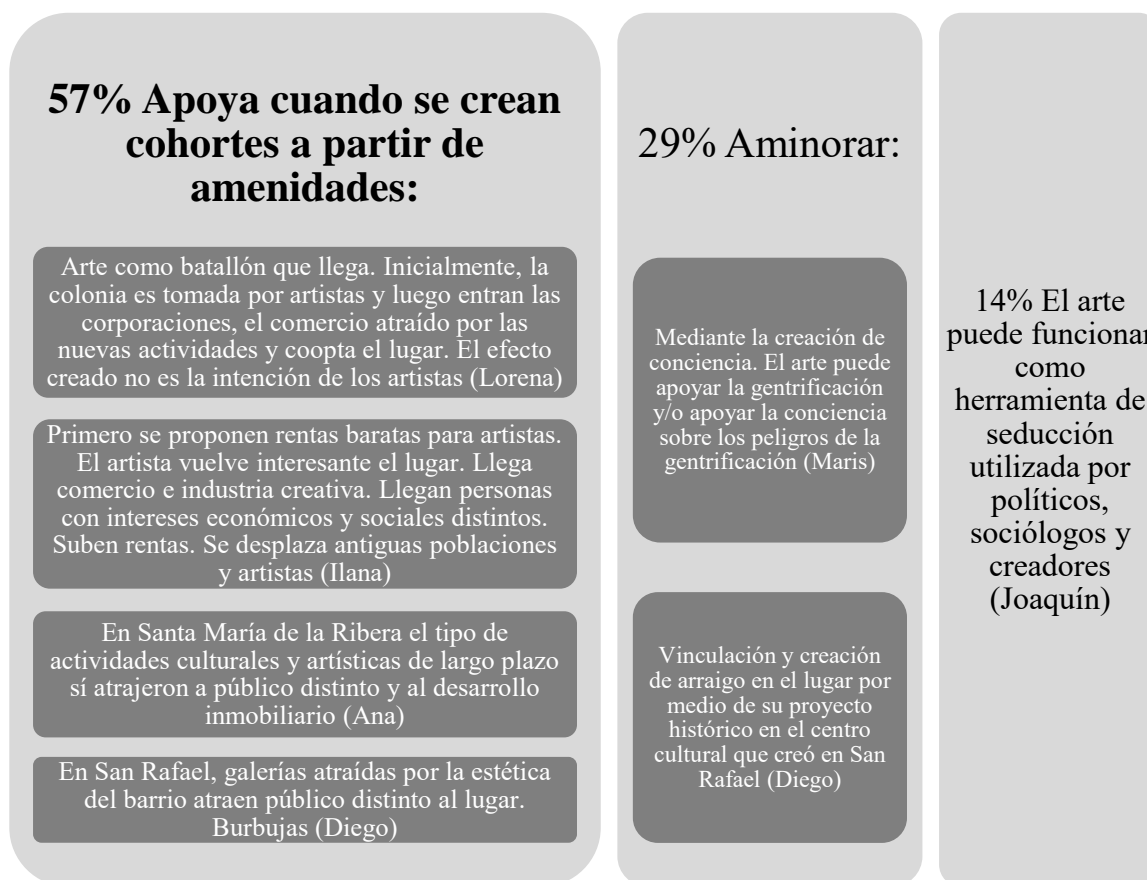 57% Apoya cuando se crean
cohortes a partir de
amenidades:
Arte como batallón que llega. Inicialmente, la
colonia es tomada por artistas y luego entran las
corporaciones, el comercio atraído por las
nuevas actividades y coopta el lugar. El efecto
creado no es la intención de los artistas (Lorena)
Primero se proponen rentas baratas para artistas.
El artista vuelve interesante el lugar. Llega
comercio e industria creativa. Llegan personas
con intereses económicos y sociales distintos.
Suben rentas. Se desplaza antiguas poblaciones
y artistas (Ilana)
En Santa María de la Ribera el tipo de
actividades culturales y artísticas de largo plazo
sí atrajeron a público distinto y al desarrollo
inmobiliario (Ana)
En San Rafael, galerías atraídas por la estética
del barrio atraen público distinto al lugar.
Burbujas (Diego)
29% Aminorar:
Mediante la creación de
conciencia. El arte puede
apoyar la gentrificación
y/o apoyar la conciencia
sobre los peligros de la
gentrificación (Maris)
Vinculación y creación
de arraigo en el lugar por
medio de su proyecto
histórico en el centro
cultural que creó en San
Rafael (Diego)
14% El arte
puede funcionar
como
herramienta de
seducción
utilizada por
políticos,
sociólogos y
creadores
(Joaquín)